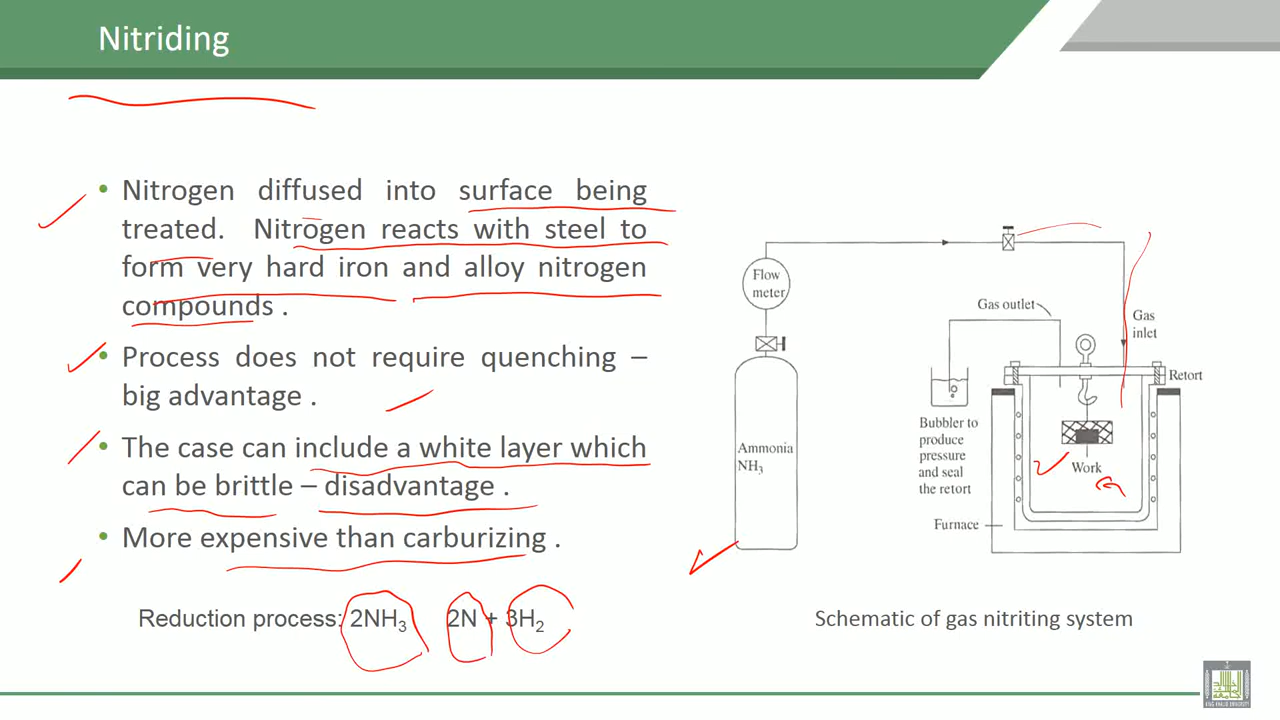 Nitriding
• Nitrogen diffused into surface being
treated. Nitrogen reacts with steel to
form very hard iron and alloy nitrogen
compounds .
• Process does not require quenching –
big advantage .
• The case can include a white layer which
can be brittle – disadvantage .
• More expensive than carburizing .
Reduction process: 2NH3 2N + 3H2
Flow
meter
Ammonia
NH3
Gas outlet
Gas
inlet
Retort
Bubbler to
produce
pressure
and seal
the retort
Work
Furnace
Schematic of gas nitriting system